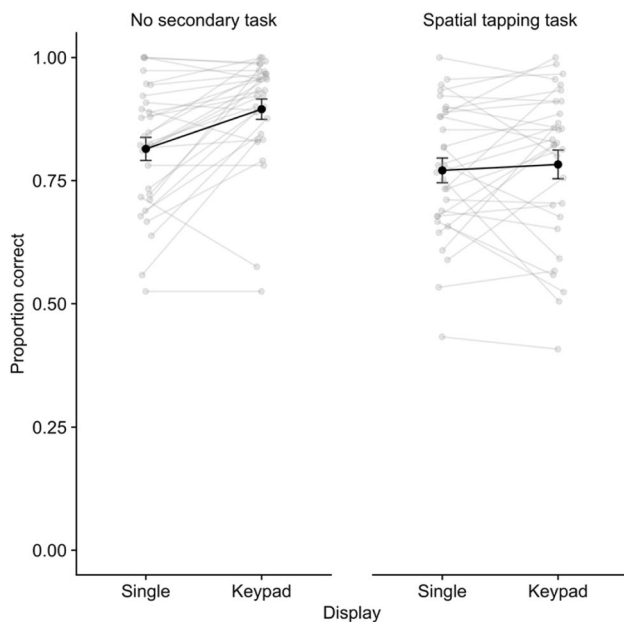 No secondary task
Spatial tapping task
Proportion correct
1.00
0.75
0.50
0.25
0.00
Single
Keypad
Single
Keypad
Display